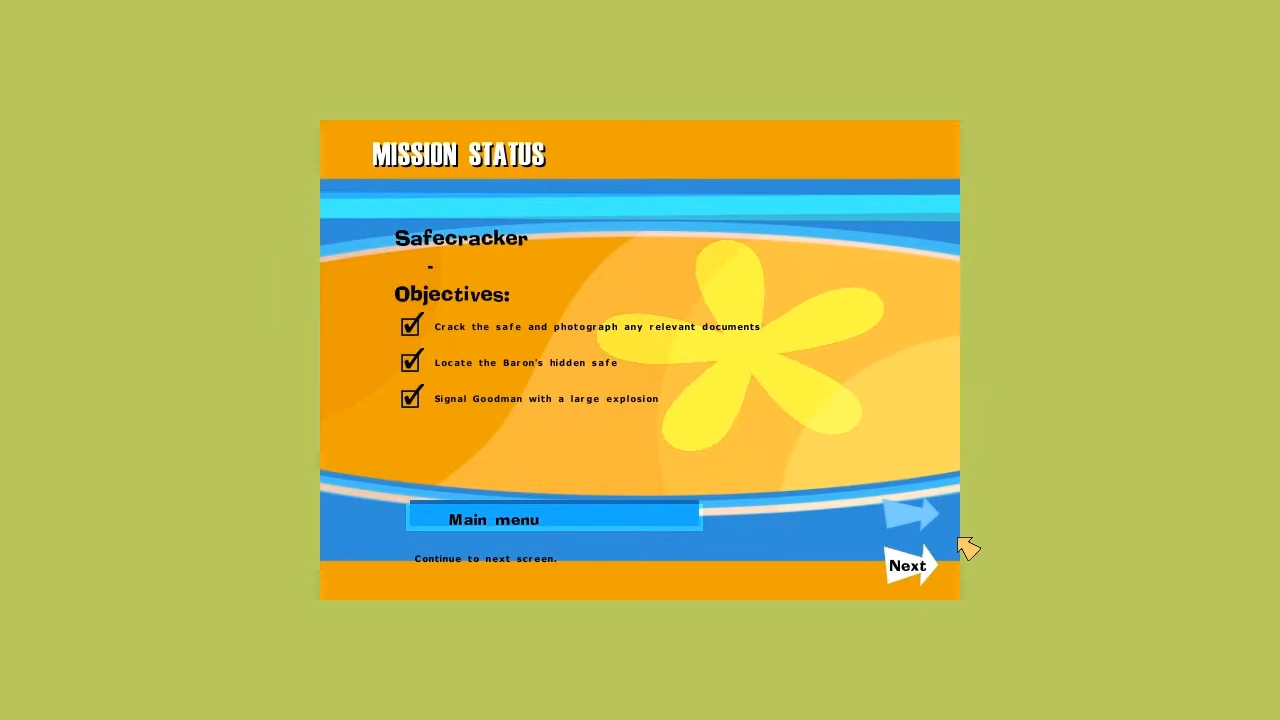 MISSION STATUS
Safecracker
-
Objectives:
Crack the safe and photograph any relevant documents
Locate the Baron's hidden safe
Signal Goodman with a large explosion
Main menu
Continue to next screen.
Next